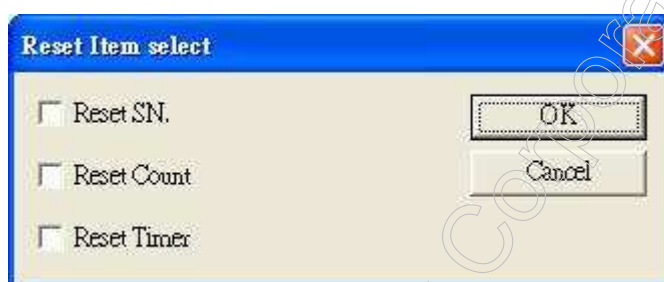 Reset Item select
Reset SN.
OK
Reset Count
Cancel
Reset Timer